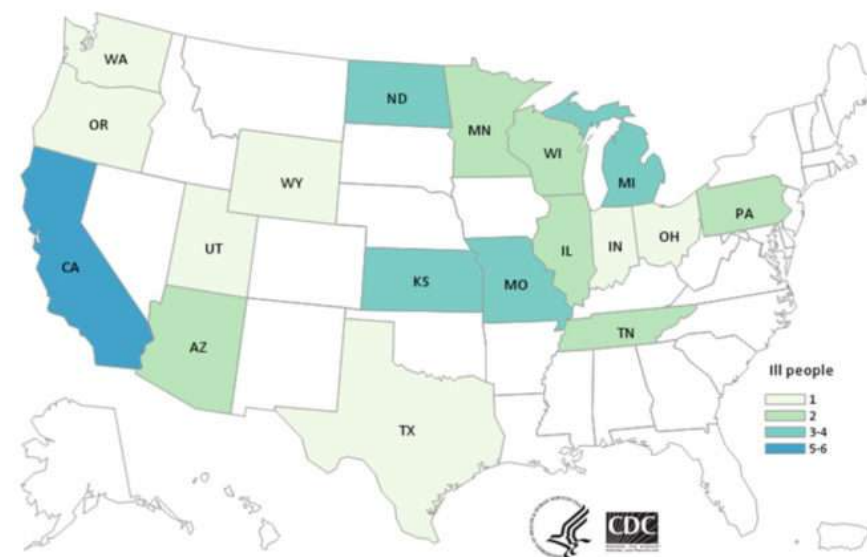 WA
ND
OR
MN
WI
MI
WY
PA
UT
IL
IN
OH
CA
KS
MO
AZ
TN
TX
Ill people
1
2
3-4
5-6
CDC